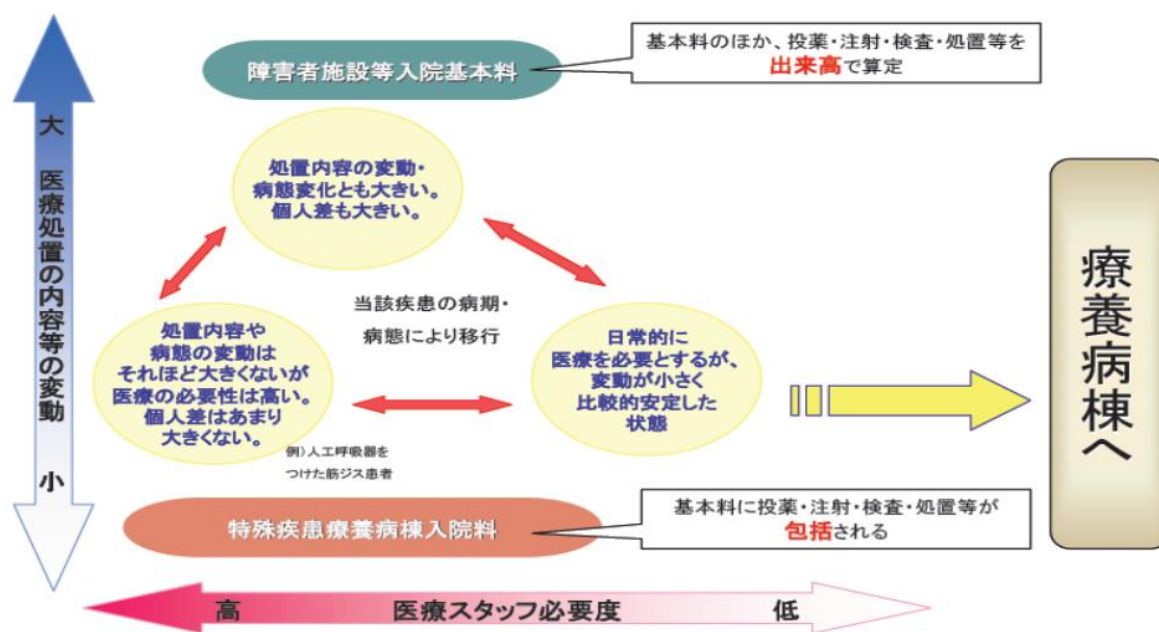 障害者施設等入院基本料
基本料のほか、投薬・注射・検査・処置等を
出来高で算定
大 医療処置の内容等の変動 小
処置内容の変動・
病態変化とも大きい。
個人差も大きい。
当該疾患の病期・
病態により移行
処置内容や
病態の変動は
それほど大きくないが
医療の必要性は高い。
個人差はあまり
大きくない。
例)人工呼吸器を
つけた筋ジス患者
日常的に
医療を必要とするが、
変動が小さく
比較的安定した
状態
療養病棟へ
特殊疾患療養病棟入院料
基本料に投薬・注射・検査・処置等が
包括される
高 医療スタッフ必要度 低